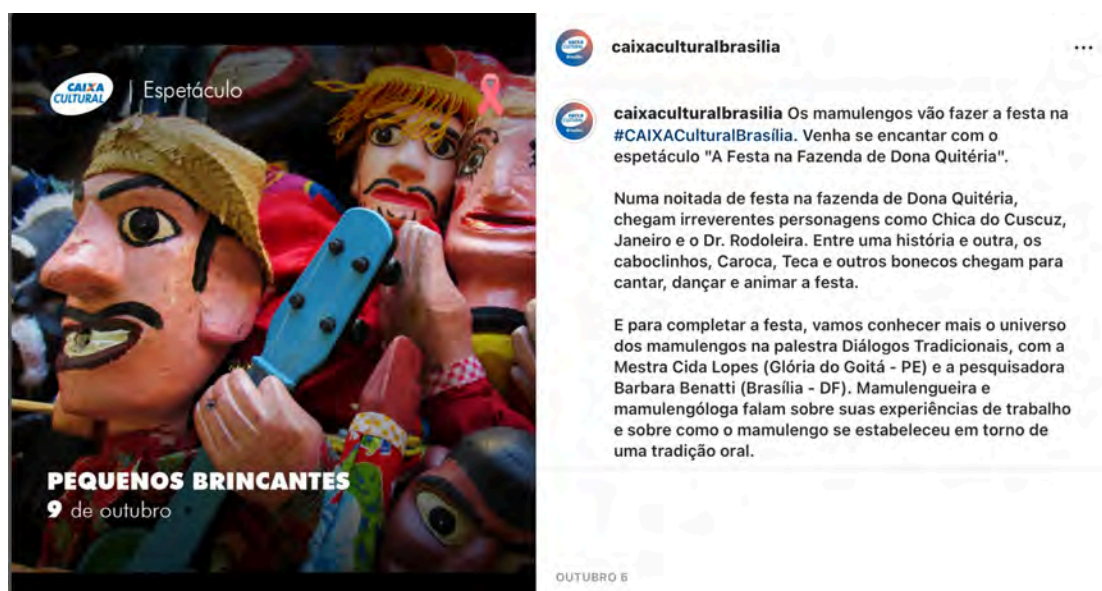 CAIXA
CULTURAL
Espetáculo
PEQUENOS BRINCANTES
9 de outubro
caixaculturalbrasilia
caixaculturalbrasilia Os mamulengos vão fazer a festa na
#CAIXACulturalBrasília. Venha se encantar com o
espetáculo "A Festa na Fazenda de Dona Quitéria".
Numa noitada de festa na fazenda de Dona Quitéria,
chegam irreverentes personagens como Chica do Cuscuz,
Janeiro e o Dr. Rodoleira. Entre uma história e outra, os
caboclinhos, Caroca, Teca e outros bonecos chegam para
cantar, dançar e animar a festa.
E para completar a festa, vamos conhecer mais o universo
dos mamulengos na palestra Diálogos Tradicionais, com a
Mestra Cida Lopes (Glória do Goitá - PE) e a pesquisadora
Barbara Benatti (Brasília - DF). Mamulengueira e
mamulengóloga falam sobre suas experiências de trabalho
e sobre como o mamulengo se estabeleceu em torno de
uma tradição oral.
OUTUBRO 6